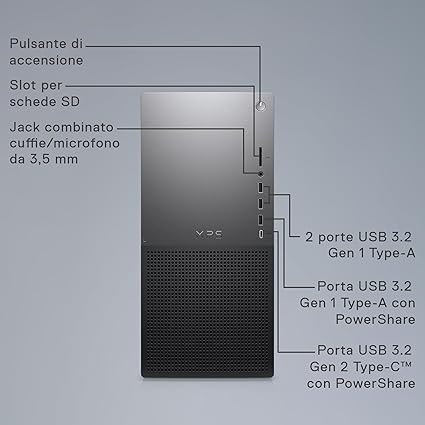 Pulsante di
accensione
Slot per
schede SD
Jack combinato
cuffie/microfono
da 3,5 mm
2 porte USB 3.2
Gen 1 Type-A
Porta USB 3.2
Gen 1 Type-A con
PowerShare
Porta USB 3.2
Gen 2 Type-C™
con PowerShare